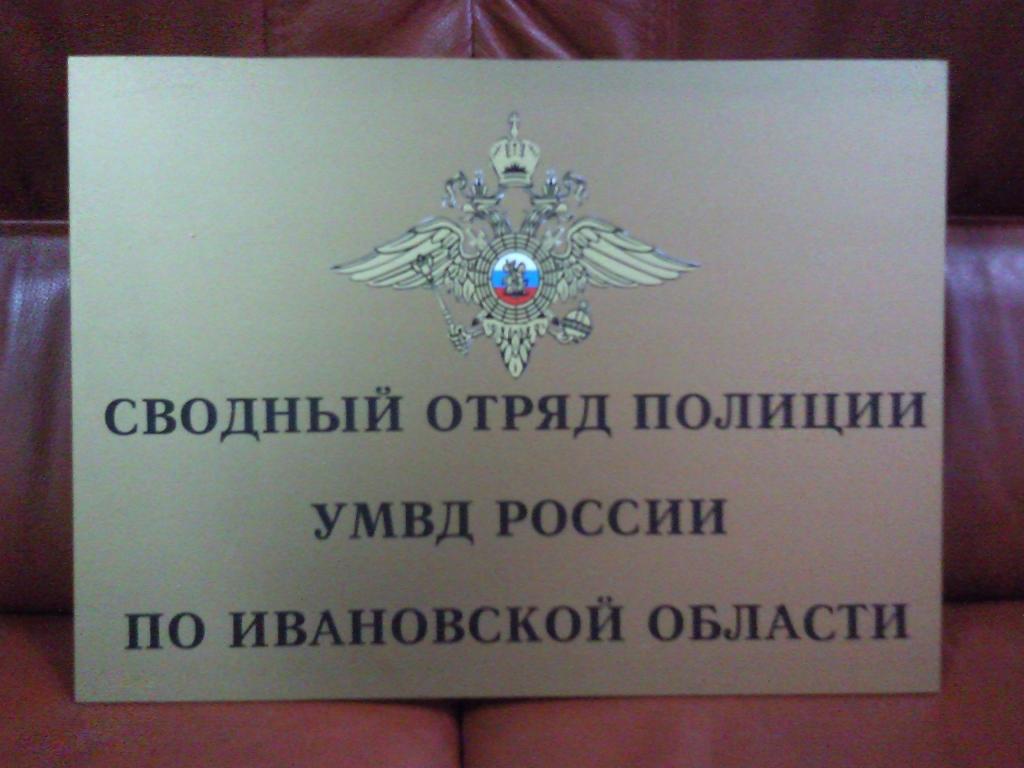 СВОДНЫЙ ОТРЯД ПОЛИЦИИ
УМВД РОССИИ
ПО ИВАНОВСКОЙ ОБЛАСТИ